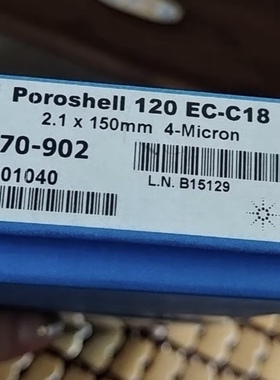 Poroshell 120 EC-C18
2.1 x 150mm 4-Micron
70-902
01040
L.N. B15129